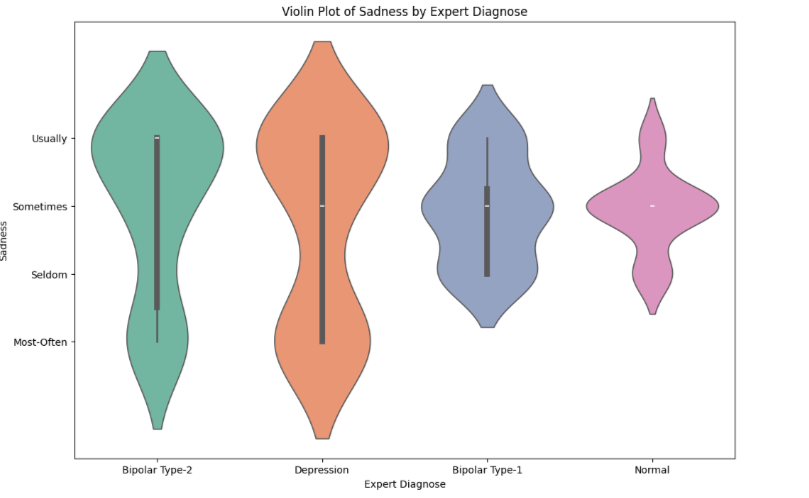 Violin Plot of Sadness by Expert Diagnose
Usually
Sometimes
Seldom
Most-Often
Sadness
Bipolar Type-2
Depression
Bipolar Type-1
Normal
Expert Diagnose